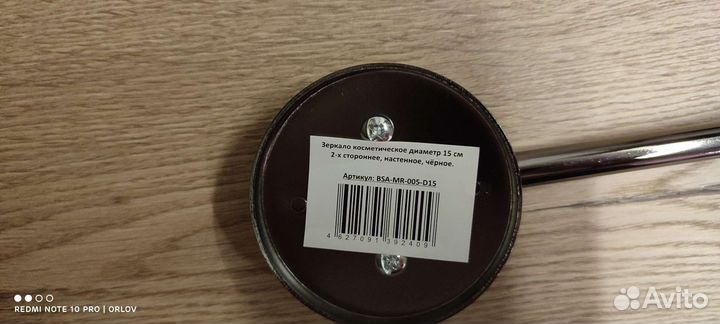 Зеркало косметическое диаметр 15 см
2-х стороннее, настенное, чёрное.
Артикул: BSA-MR-005-D15
4 627091 392409
REDMI NOTE 10 PRO | ORLOV
Avito